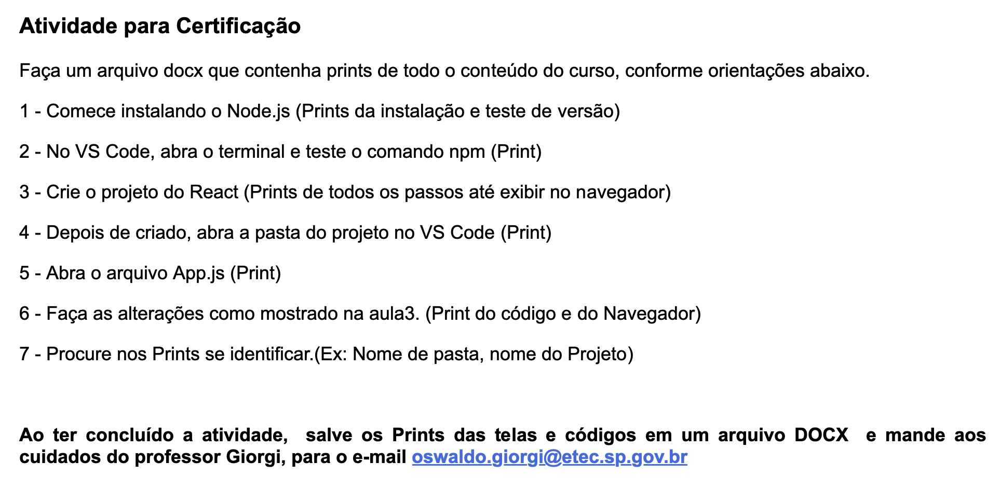 Atividade para Certificação
Faça um arquivo docx que contenha prints de todo o conteúdo do curso, conforme orientações abaixo.
1 - Comece instalando o Node.js (Prints da instalação e teste de versão)
2 - No VS Code, abra o terminal e teste o comando npm (Print)
3 - Crie o projeto do React (Prints de todos os passos até exibir no navegador)
4 - Depois de criado, abra a pasta do projeto no VS Code (Print)
5 - Abra o arquivo App.js (Print)
6 - Faça as alterações como mostrado na aula3. (Print do código e do Navegador)
7 - Procure nos Prints se identificar.(Ex: Nome de pasta, nome do Projeto)
Ao ter concluído a atividade,  salve os Prints das telas e códigos em um arquivo DOCX  e mande aos
cuidados do professor Giorgi, para o e-mail oswaldo.giorgi@etec.sp.gov.br